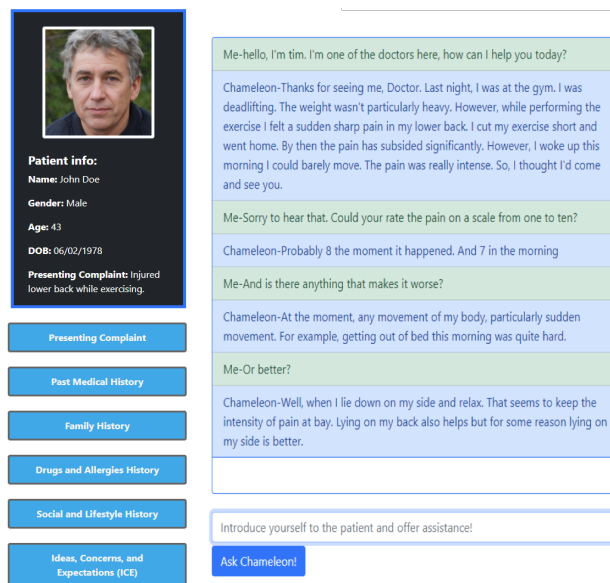 Patient info:
Name: John Doe
Gender: Male
Age: 43
DOB: 06/02/1978
Presenting Complaint: Injured
lower back while exercising.
Presenting Complaint
Past Medical History
Family History
Drugs and Allergies History
Social and Lifestyle History
Ideas, Concerns, and
Expectations (ICE)
Me-hello, I'm tim. I'm one of the doctors here, how can I help you today?
Chameleon-Thanks for seeing me, Doctor. Last night, I was at the gym. I was
deadlifting. The weight wasn't particularly heavy. However, while performing the
exercise I felt a sudden sharp pain in my lower back. I cut my exercise short and
went home. By then the pain has subsided significantly. However, I woke up this
morning I could barely move. The pain was really intense. So, I thought I'd come
and see you.
Me-Sorry to hear that. Could your rate the pain on a scale from one to ten?
Chameleon-Probably 8 the moment it happened. And 7 in the morning
Me-And is there anything that makes it worse?
Chameleon-At the moment, any movement of my body, particularly sudden
movement. For example, getting out of bed this morning was quite hard.
Me-Or better?
Chameleon-Well, when I lie down on my side and relax. That seems to keep the
intensity of pain at bay. Lying on my back also helps but for some reason lying on
my side is better.
Introduce yourself to the patient and offer assistance!
Ask Chameleon!